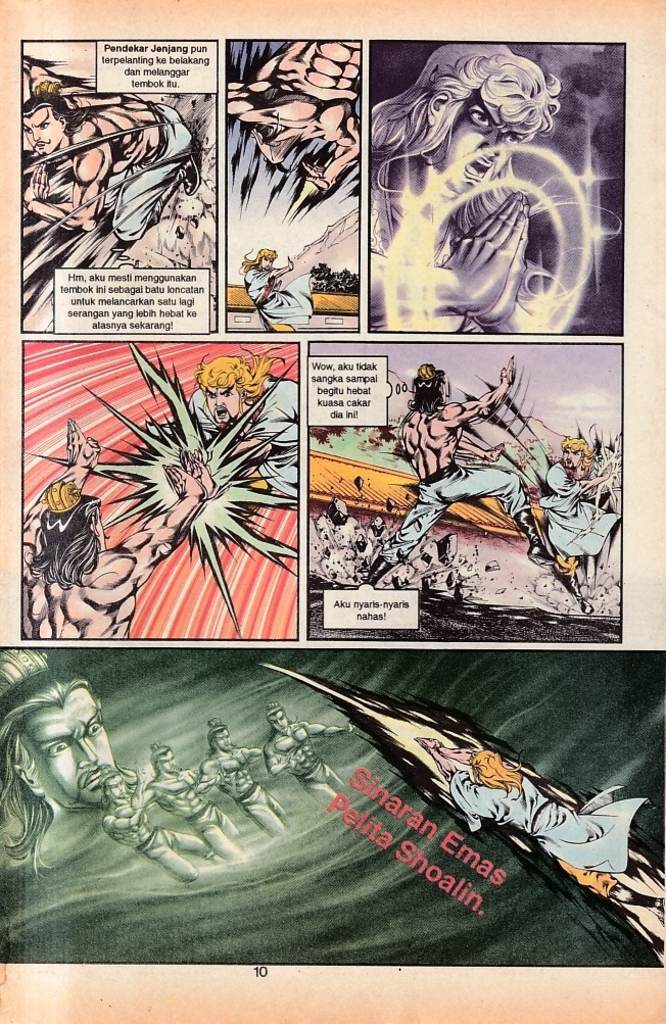 Pendekar Jenjang pun
terpelanting ke belakang
dan melanggar
tembok itu.
Hm, aku mesti menggunakan
tembok ini sebagai batu loncatan
untuk melancarkan satu lagi
serangan yang lebih hebat ke
atasnya sekarang!
Wow, aku tidak
sangka sampai
begitu hebat
kuasa cakar
dia ini!
Aku nyaris-nyaris
nahas!
Sinaran Emas
Pelita Shoalin.
10